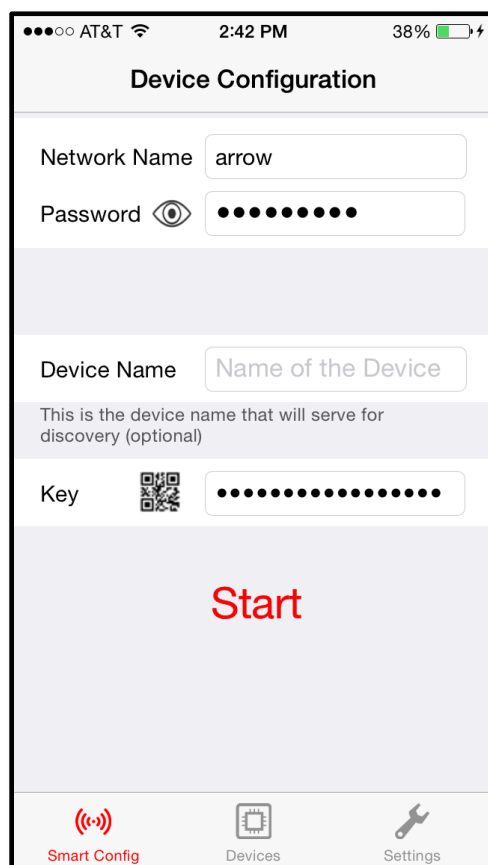 ●●●○○ AT&T 2:42 PM 38%
Device Configuration
Network Name arrow
Password ●●●●●●●●●
Device Name Name of the Device
This is the device name that will serve for
discovery (optional)
Key ●●●●●●●●●●●●●●●●●
Start
Smart Config Devices Settings